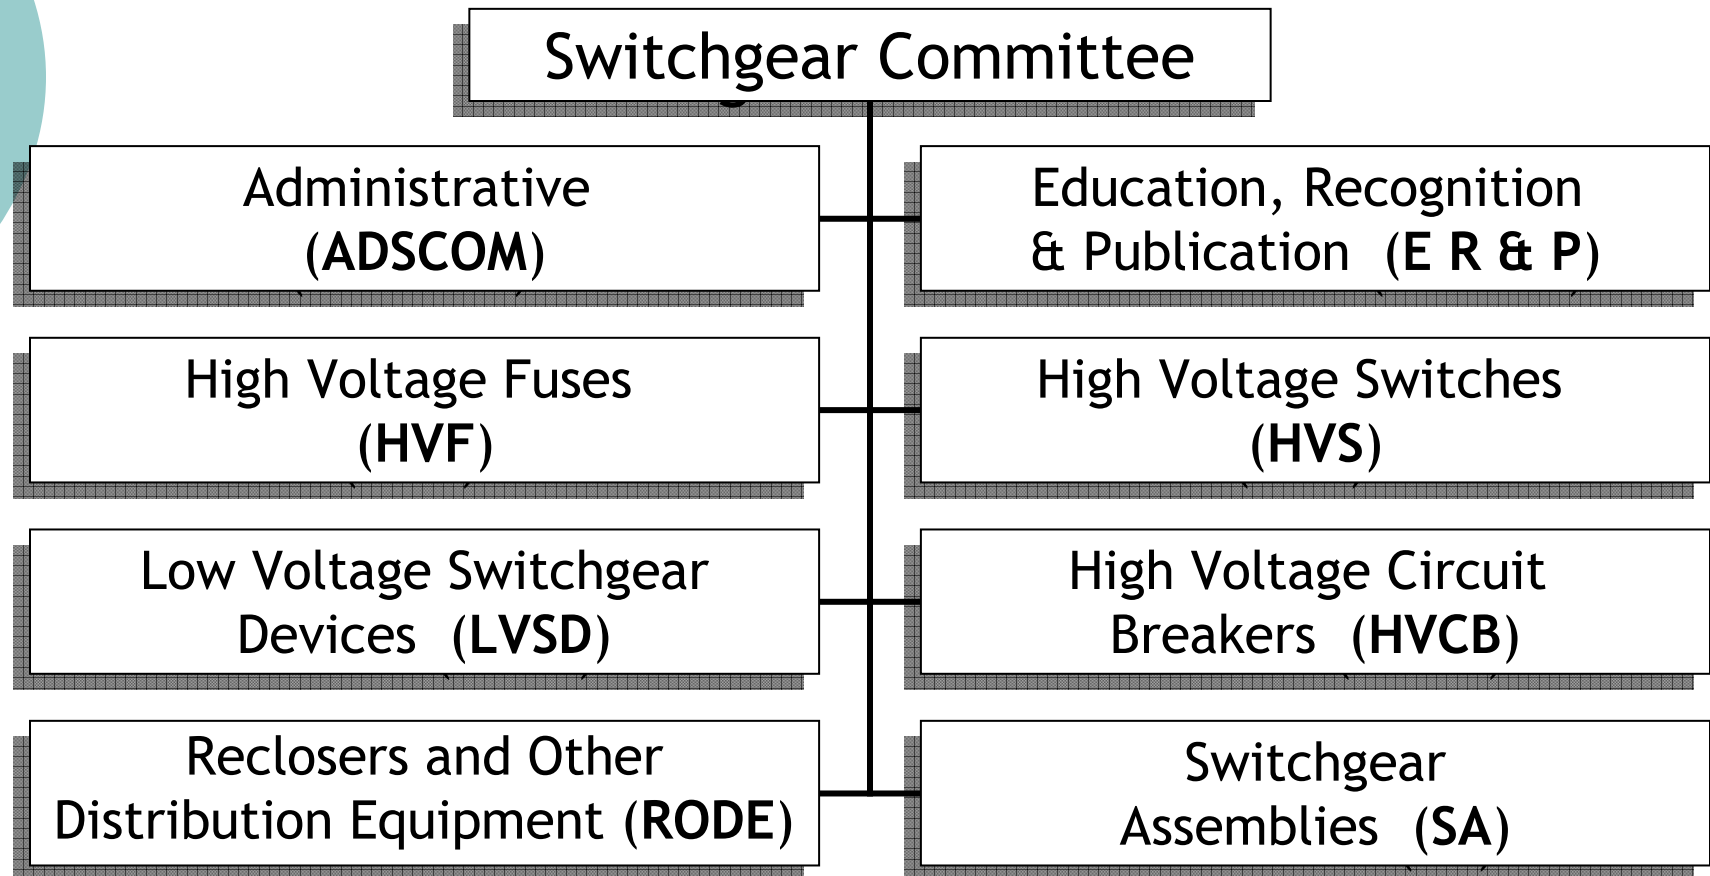 Switchgear Committee
Administrative
(ADSCOM)
Education, Recognition
& Publication (E R & P)
High Voltage Fuses
(HVF)
High Voltage Switches
(HVS)
Low Voltage Switchgear
Devices (LVSD)
High Voltage Circuit
Breakers (HVCB)
Reclosers and Other
Distribution Equipment (RODE)
Switchgear
Assemblies (SA)